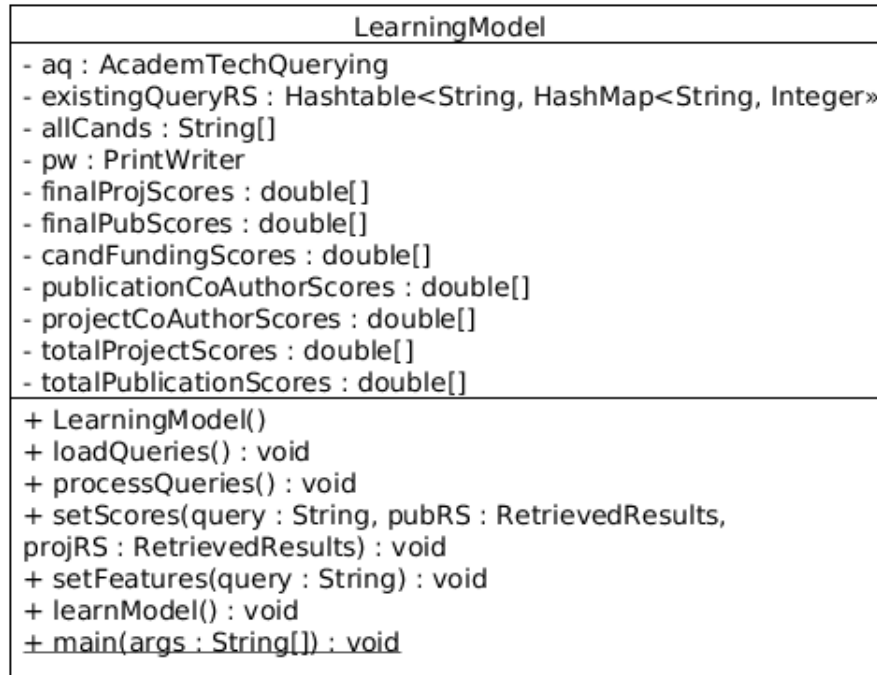 LearningModel
- aq : AcademTechQuerying
- existingQueryRS : Hashtable<String, HashMap<String, Integer»
- allCands : String[]
- pw : PrintWriter
- finalProjScores : double[]
- finalPubScores : double[]
- candFundingScores : double[]
- publicationCoAuthorScores : double[]
- projectCoAuthorScores : double[]
- totalProjectScores : double[]
- totalPublicationScores : double[]
+ LearningModel()
+ loadQueries() : void
+ processQueries() : void
+ setScores(query : String, pubRS : RetrievedResults,
projRS : RetrievedResults) : void
+ setFeatures(query : String) : void
+ learnModel() : void
+ main(args : String[]) : void